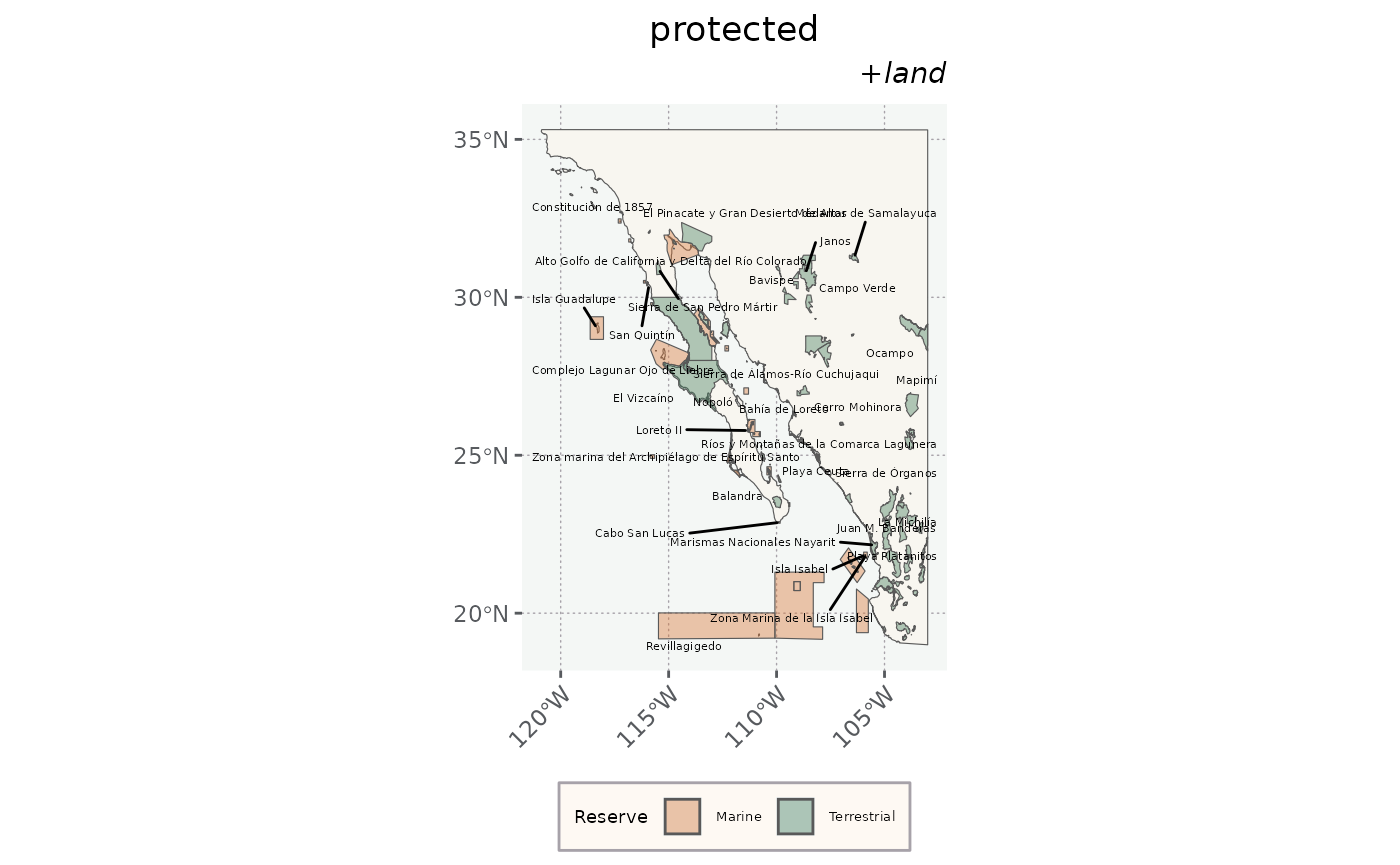 protected
+land
35°N
Constitución de 1857
El Pinacate y Gran Desierto de Altar
Médanos de Samalayuca
Janos
Alto Golfo de California y Delta del Río Colorado
Bavispe
Campo Verde
30°N
Isla Guadalupe
Sierra de San Pedro Mártir
San Quintín
Ocampo
Complejo Lagunar Ojo de Liebre
Sierra de Álamos-Río Cuchujaqui
Mapimí
El Vizcaíno
Nopoló
Bahía de Loreto
Cerro Mohinora
Loreto II
Ríos y Montañas de la Comarca Lagunera
25°N
Zona marina del Archipiélago de Espíritu Santo
Playa Ceuta
Sierra de Órganos
Balandra
La Michilía
Juan M. Banderas
Cabo San Lucas
Marismas Nacionales Nayarit
Playa Platanitos
Isla Isabel
20°N
Zona Marina de la Isla Isabel
Revillagigedo
120°W
115°W
110°W
105°W
Reserve
Marine
Terrestrial